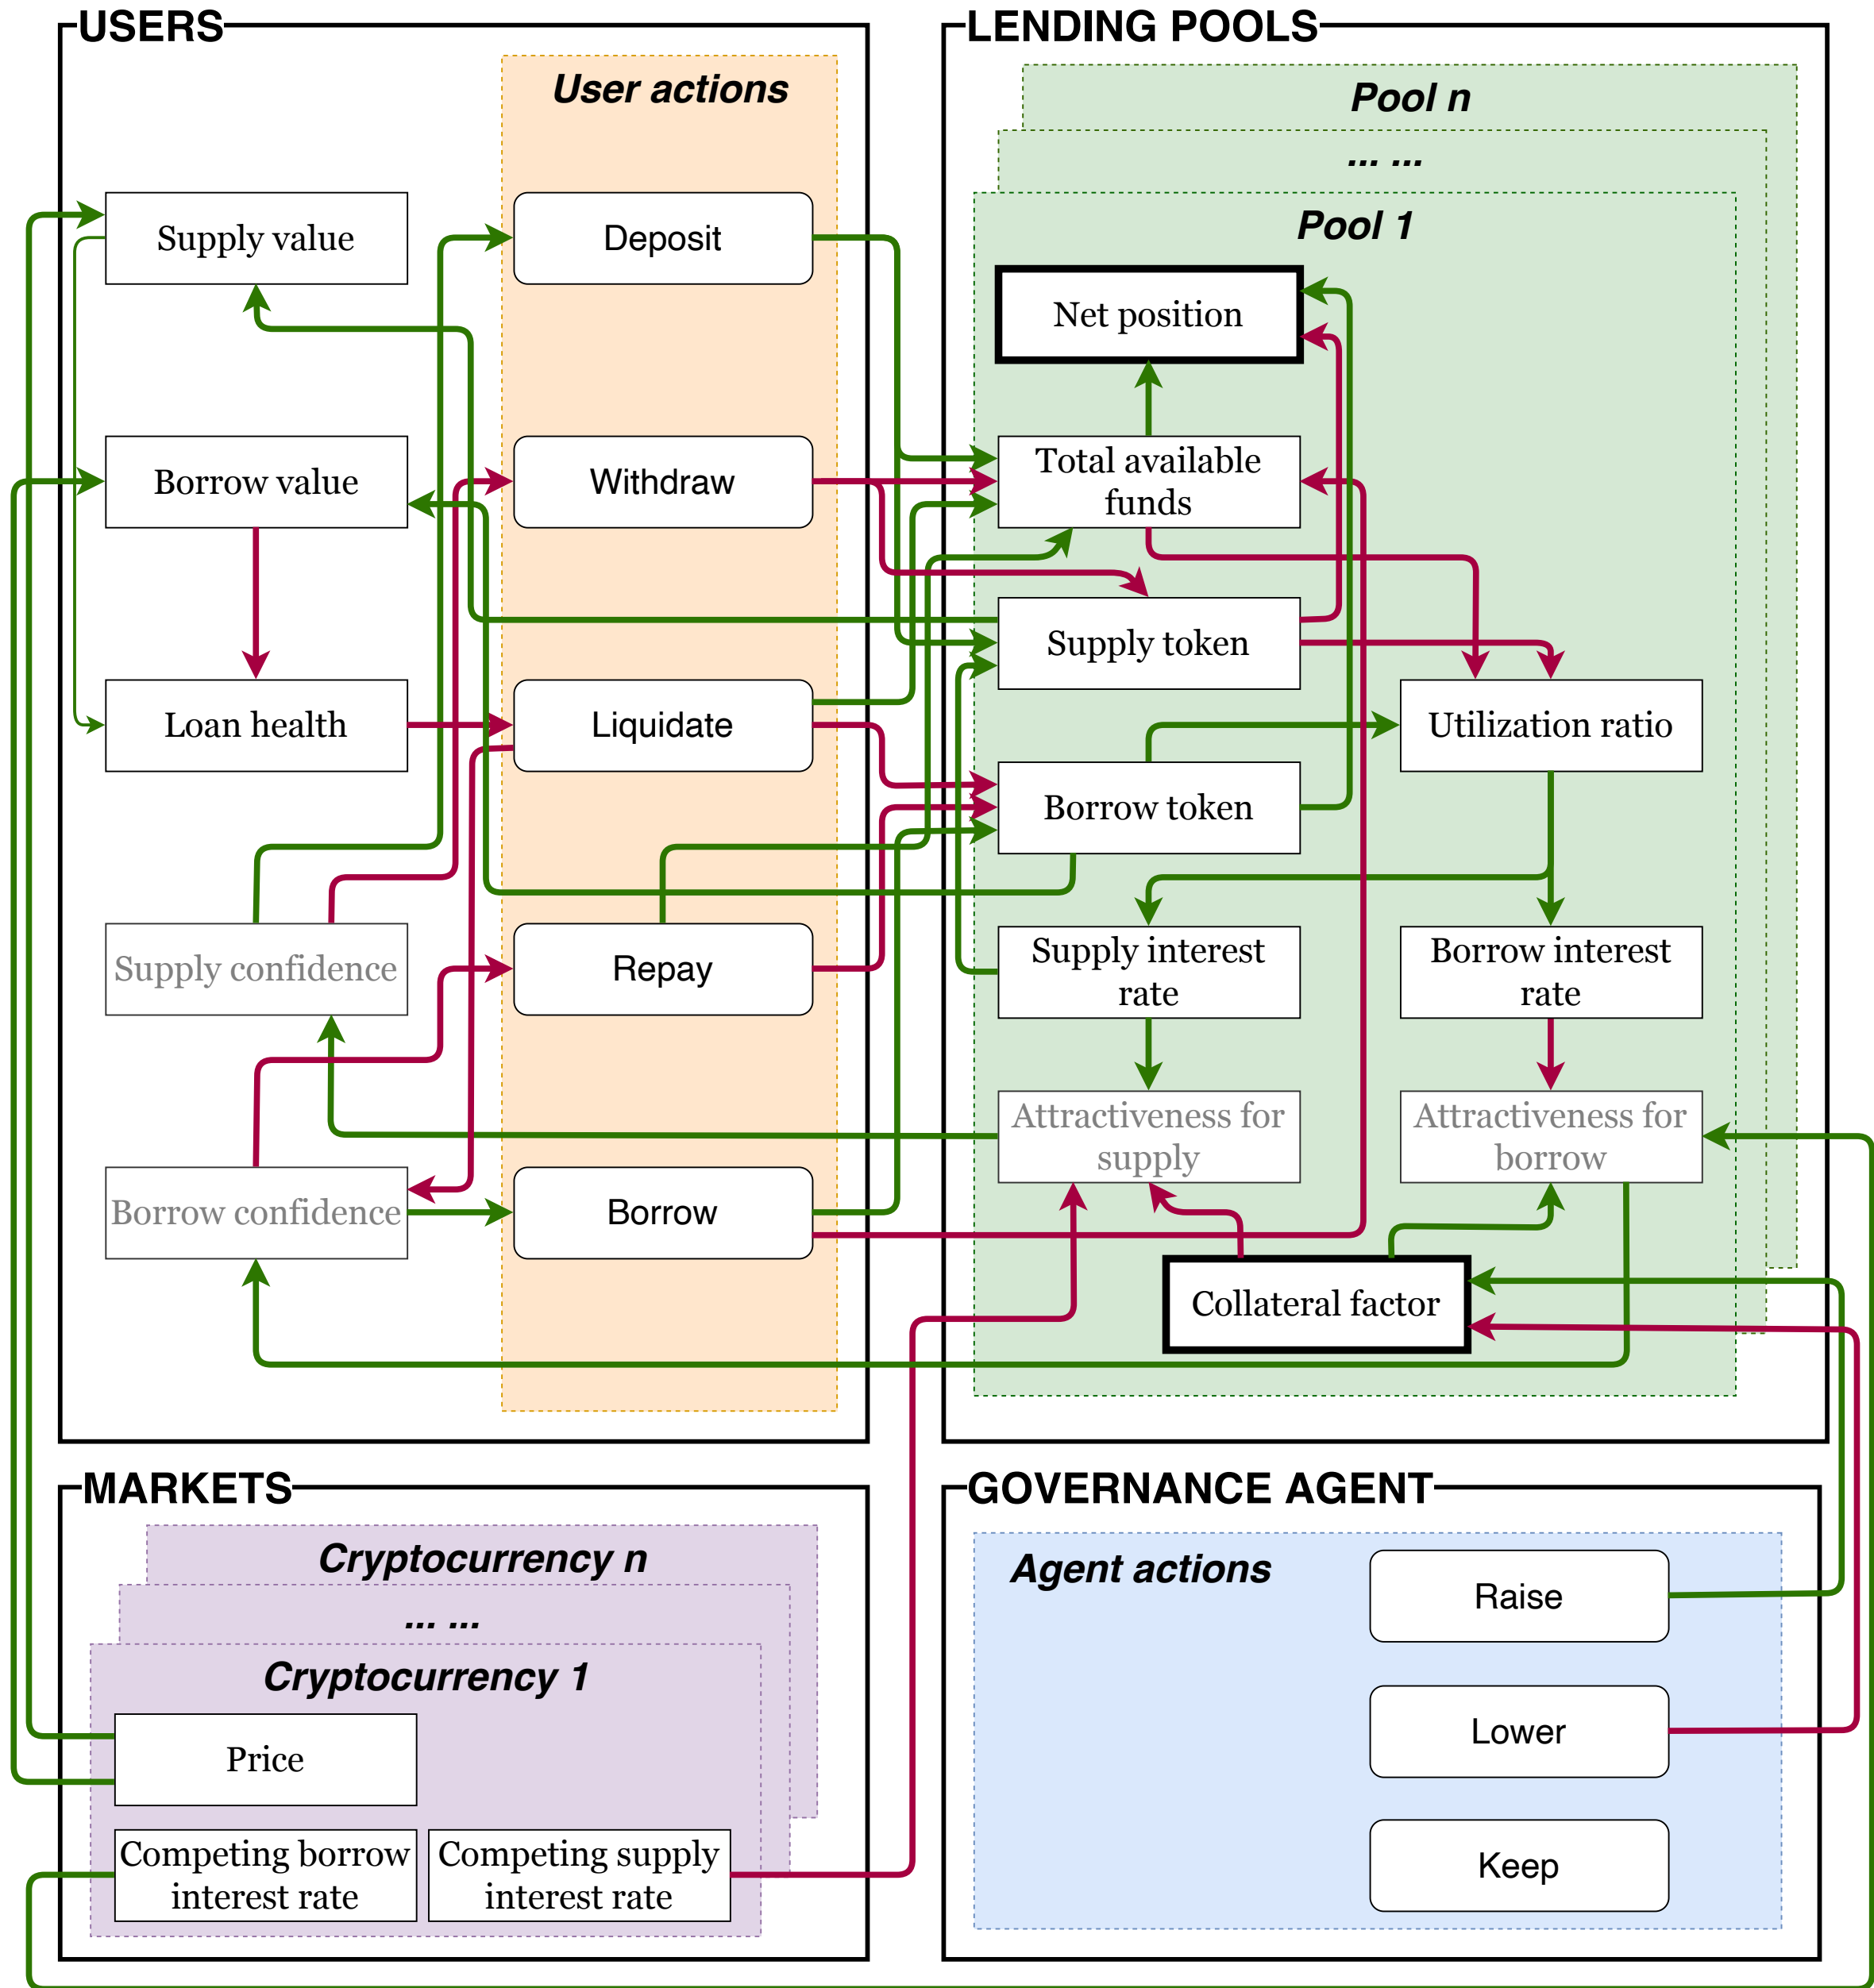 USERS
User actions
Supply value
Deposit
Borrow value
Withdraw
Loan health
Liquidate
Supply confidence
Repay
Borrow confidence
Borrow
LENDING POOLS
Pool n
... ...
Pool 1
Net position
Total available
funds
Supply token
Utilization ratio
Borrow token
Supply interest
rate
Borrow interest
rate
Attractiveness for
supply
Attractiveness for
borrow
Collateral factor
MARKETS
Cryptocurrency n
... ...
Cryptocurrency 1
Price
Competing borrow
interest rate
Competing supply
interest rate
GOVERNANCE AGENT
Agent actions
Raise
Lower
Keep